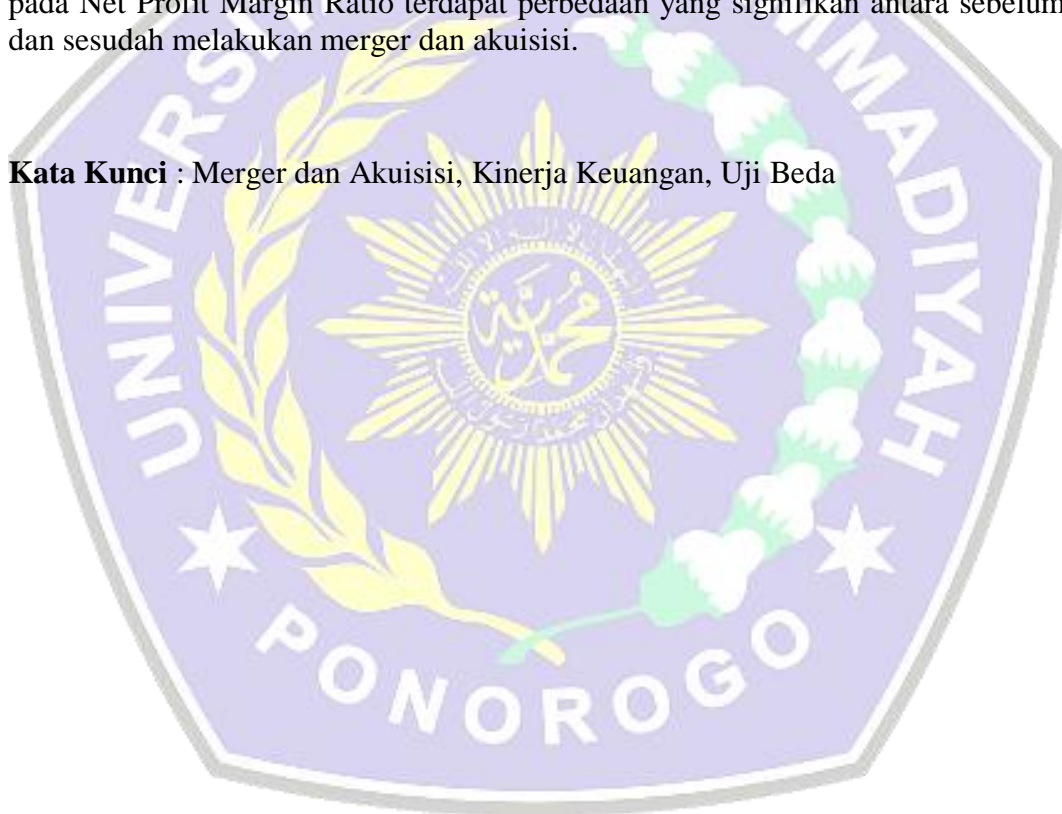 pada Net Profit Margin Ratio terdapat perbedaan yang signifikan antara sebelum
dan sesudah melakukan merger dan akuisisi.
Kata Kunci : Merger dan Akuisisi, Kinerja Keuangan, Uji Beda
PONOROGO